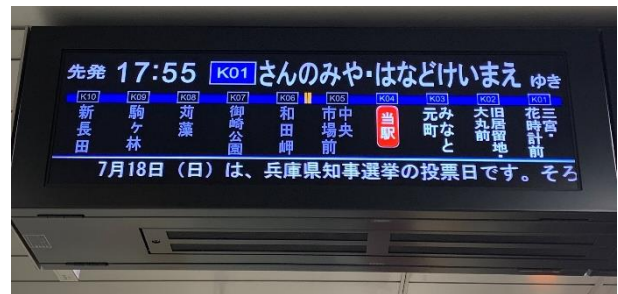 先発 17:55 K01 さんのみや・はなどけいまえ ゆき
K10 K09 K08 K07 K06 K05 K04 K03 K02 K01
新長田 駒ヶ林 苅藻 御崎公園 和田岬 中央市場前 当駅 みなと元町 旧居留地・大丸前 三宮・花時計前
7月18日（日）は、兵庫県知事選挙の投票日です。そろ